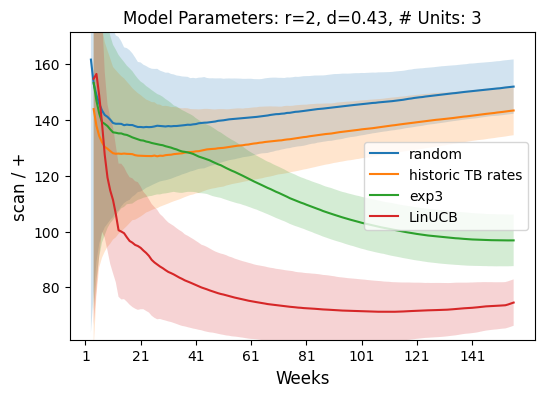 Model Parameters: r=2, d=0.43, # Units: 3
scan / +
160
140
120
100
80
random
historic TB rates
exp3
LinUCB
1 21 41 61 81 101 121 141
Weeks